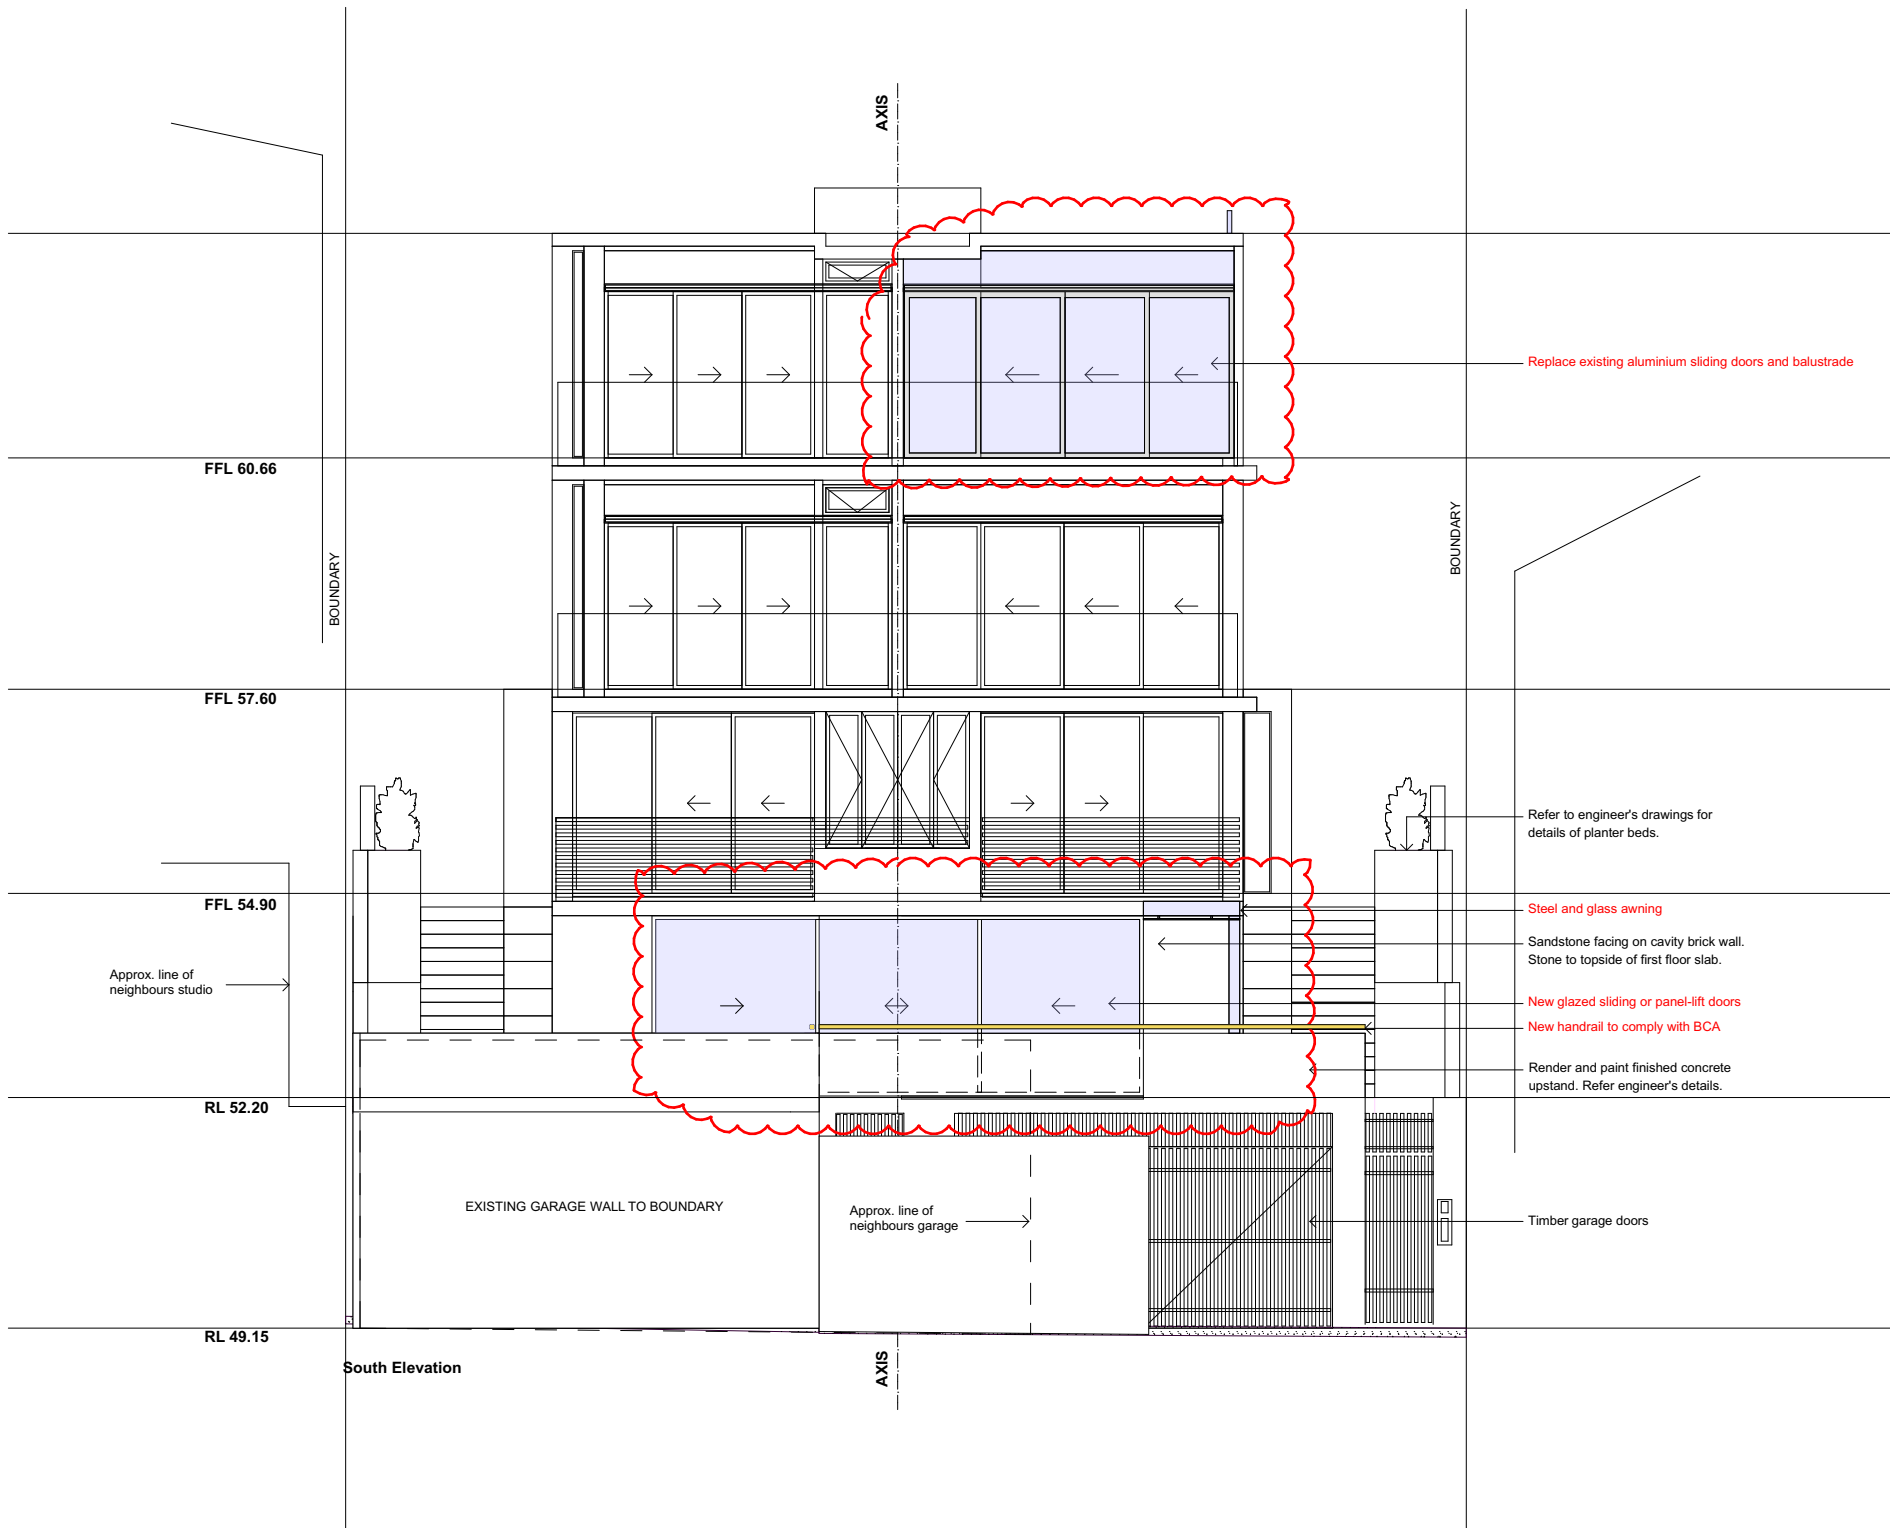 AXIS
Replace existing aluminium sliding doors and balustrade
FFL 60.66
BOUNDARY
BOUNDARY
FFL 57.60
Refer to engineer's drawings for
details of planter beds.
FFL 54.90
Steel and glass awning
Sandstone facing on cavity brick wall.
Stone to topside of first floor slab.
Approx. line of
neighbours studio
New glazed sliding or panel-lift doors
New handrail to comply with BCA
Render and paint finished concrete
upstand. Refer engineer's details.
RL 52.20
EXISTING GARAGE WALL TO BOUNDARY
Approx. line of
neighbours garage
Timber garage doors
RL 49.15
South Elevation
AXIS